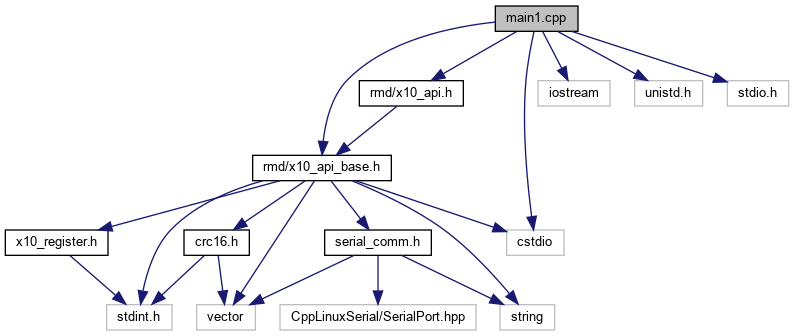 main1.cpp
rmd/x10_api.h
iostream
unistd.h
stdio.h
rmd/x10_api_base.h
x10_register.h
crc16.h
serial_comm.h
cstdio
stdint.h
vector
CppLinuxSerial/SerialPort.hpp
string